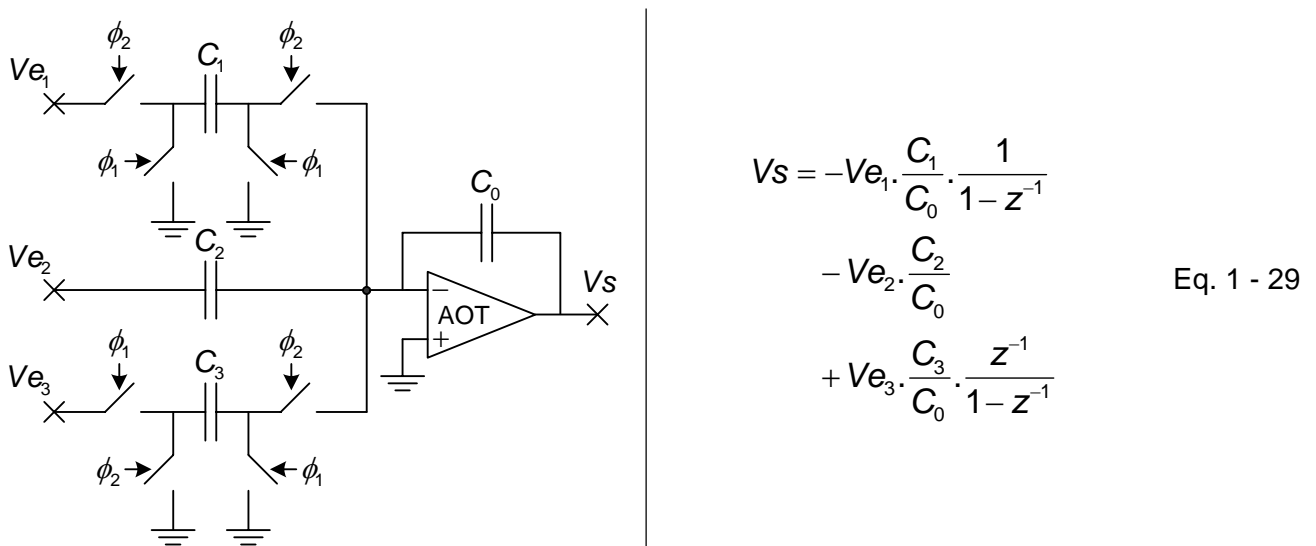 ϕ₂
ϕ₂
C₁
Ve₁
ϕ₁
ϕ₁
C₀
C₂
Ve₂
Vs
−
AOT
+
ϕ₁
ϕ₂
C₃
Ve₃
ϕ₂
ϕ₁
Vs = −Ve₁.C₁/C₀.1/(1−z⁻¹)
−Ve₂.C₂/C₀
+Ve₃.C₃/C₀.z⁻¹/(1−z⁻¹)
Eq. 1 - 29